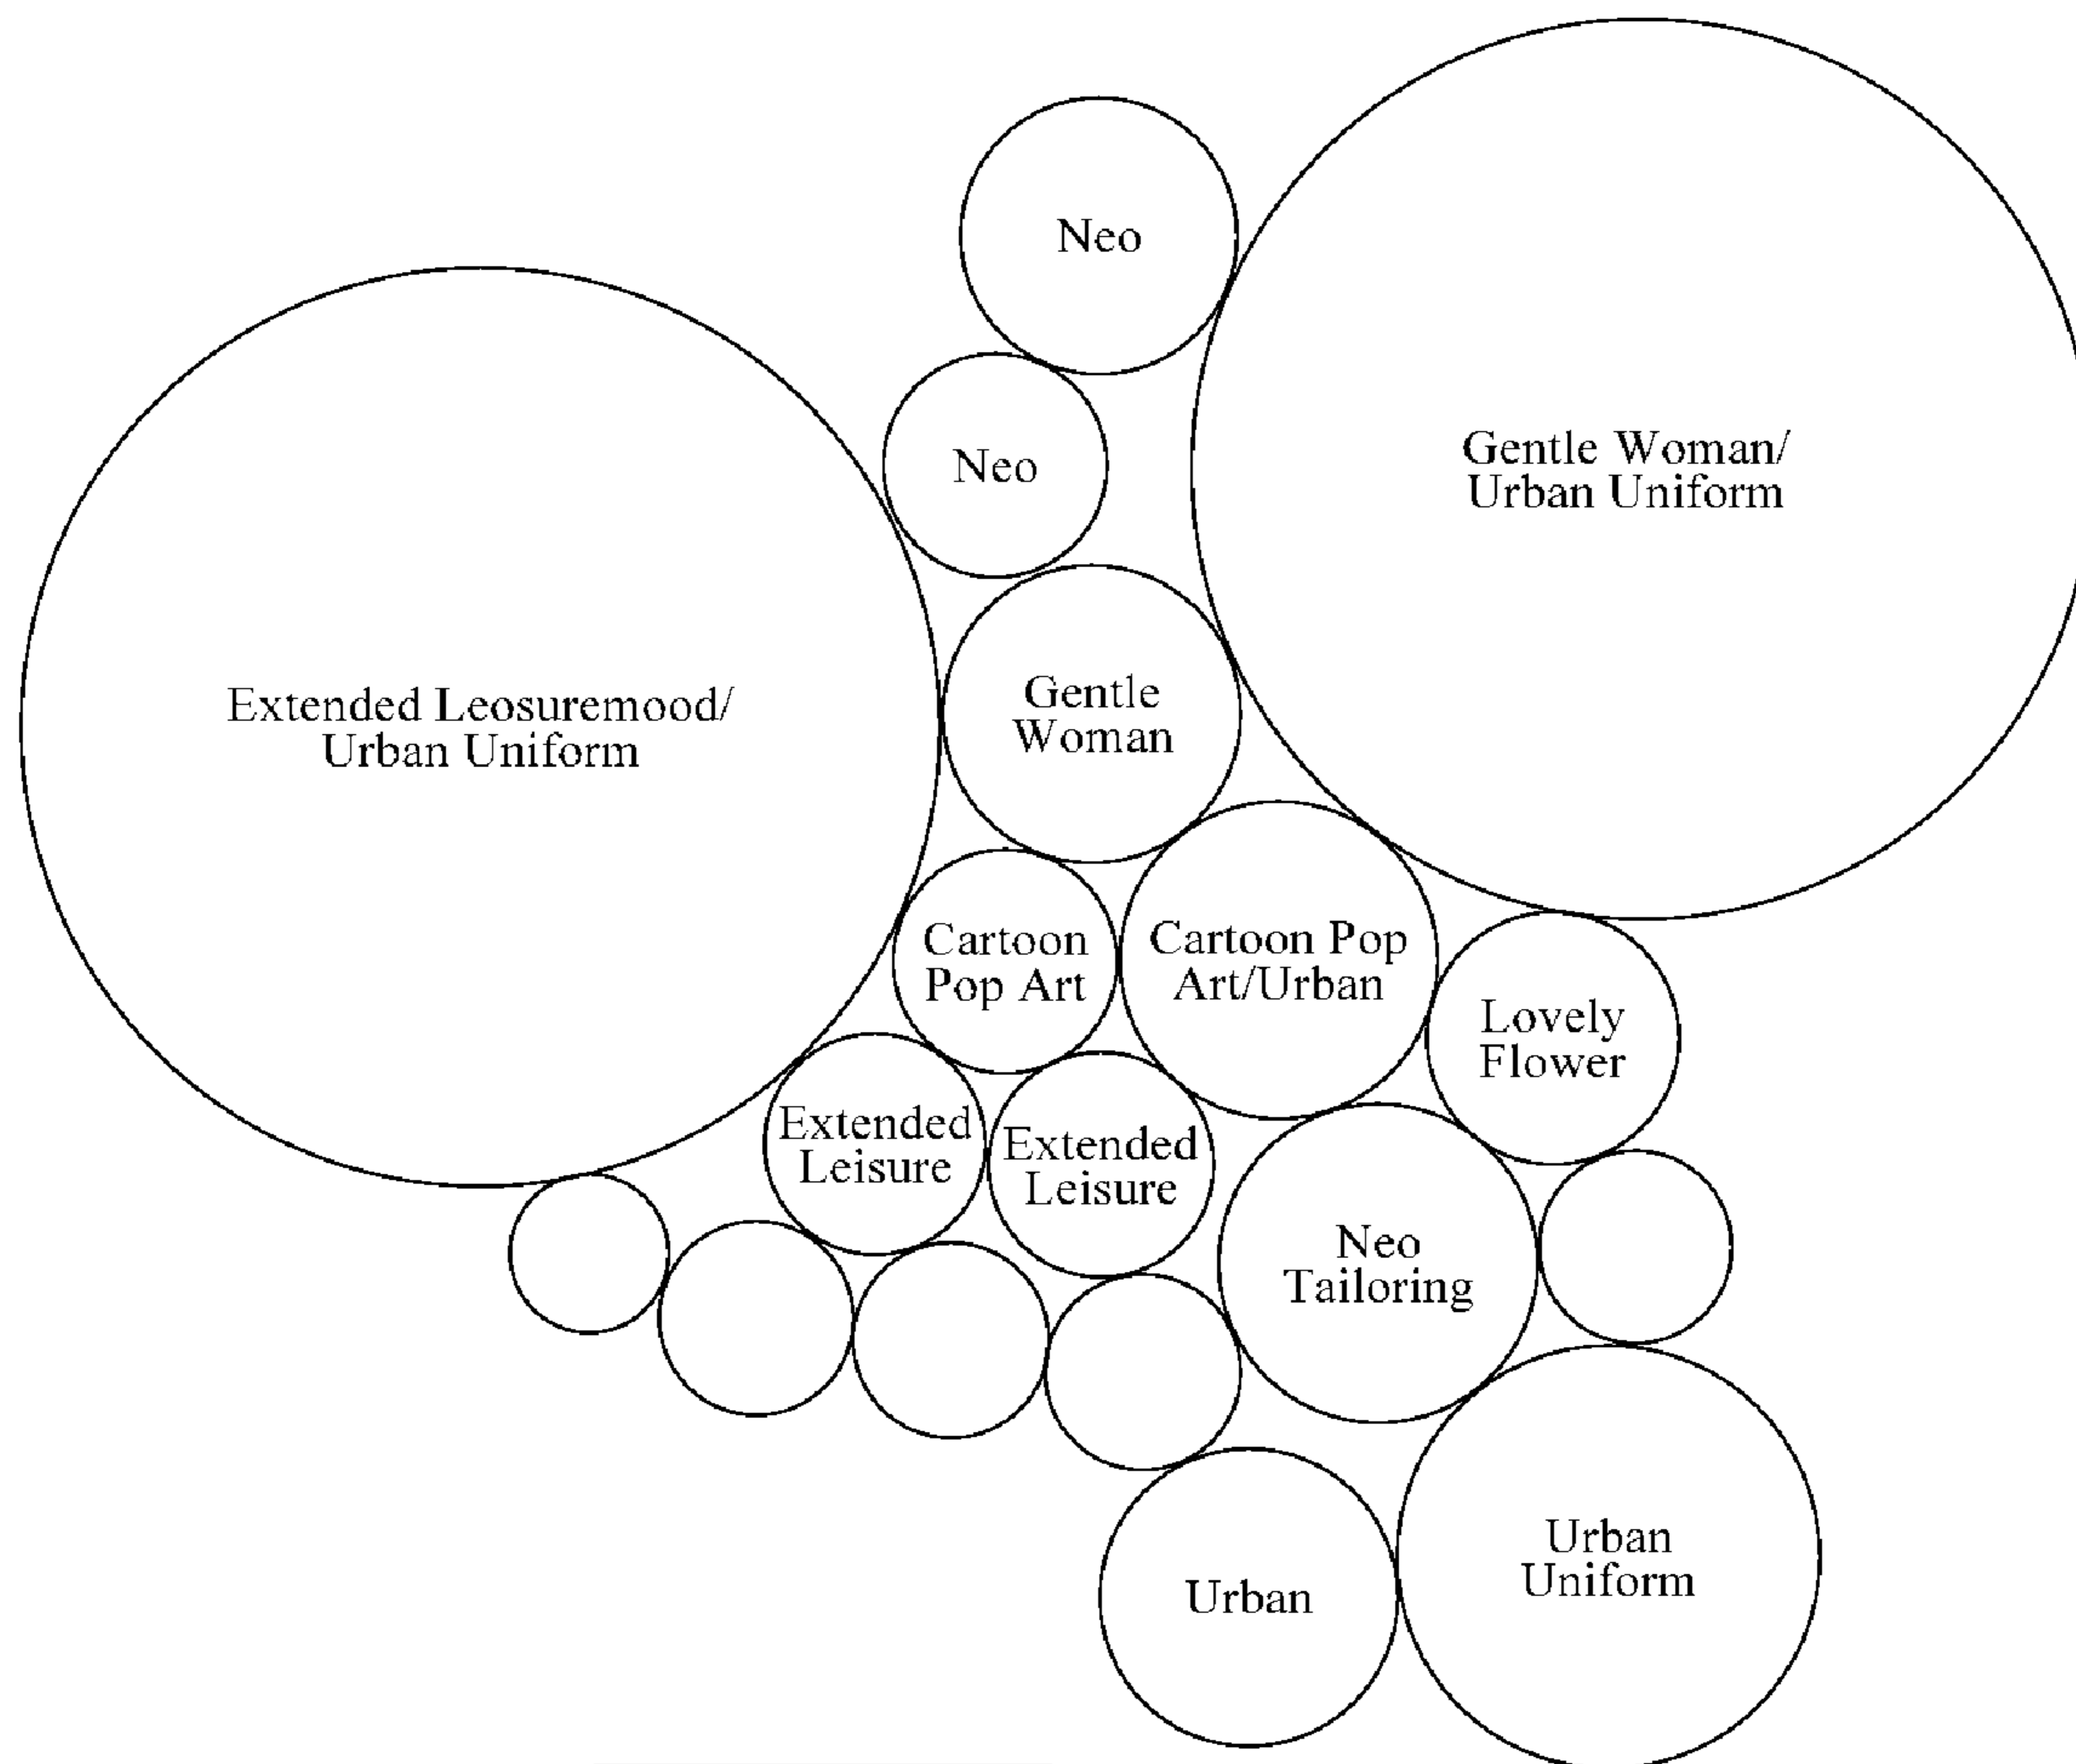 Neo
Neo
Gentle Woman/
Urban Uniform
Extended Leosuremood/
Urban Uniform
Gentle
Woman
Cartoon
Pop Art
Cartoon Pop
Art/Urban
Lovely
Flower
Extended
Leisure
Extended
Leisure
Neo
Tailoring
Urban
Urban
Uniform